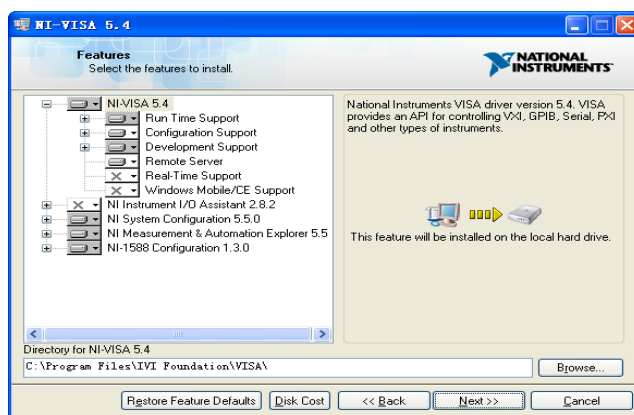 NI-VISA 5.4
Features
Select the features to install.
NATIONAL
INSTRUMENTS
NI-VISA 5.4
Run Time Support
Configuration Support
Development Support
Remote Server
Real-Time Support
Windows Mobile/CE Support
NI Instrument I/O Assistant 2.8.2
NI System Configuration 5.5.0
NI Measurement & Automation Explorer 5.5
NI-1588 Configuration 1.3.0
National Instruments VISA driver version 5.4. VISA
provides an API for controlling VXI, GPIB, Serial, PXI
and other types of instruments.
This feature will be installed on the local hard drive.
Directory for NI-VISA 5.4
C:\Program Files\IVI Foundation\VISA\
Browse...
Restore Feature Defaults
Disk Cost
<< Back
Next >>
Cancel